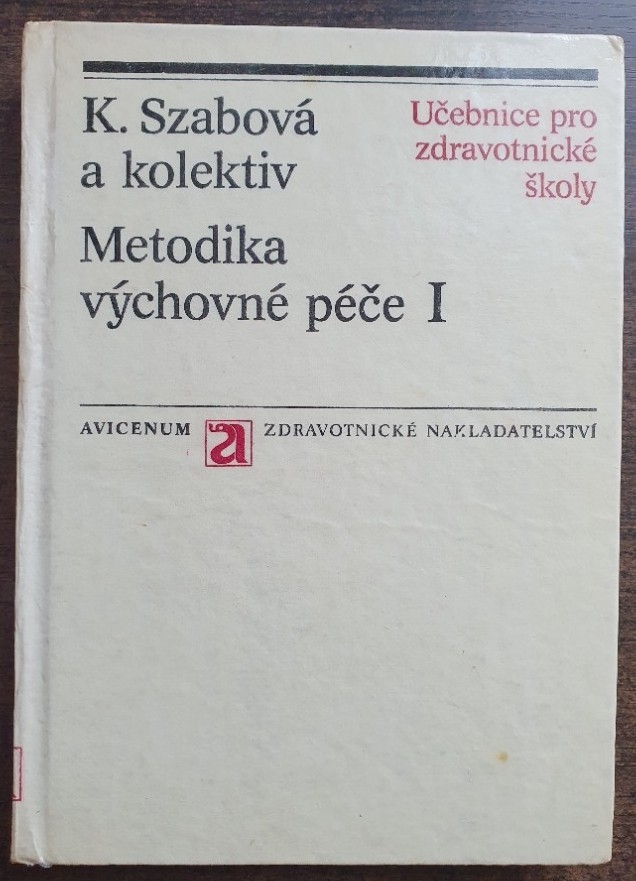 K. Szabová
a kolektiv
Učebnice pro
zdravotnické
školy
Metodika
výchovné péče I
AVICENUM a ZDRAVOTNICKÉ NAKLADATELSTVÍ